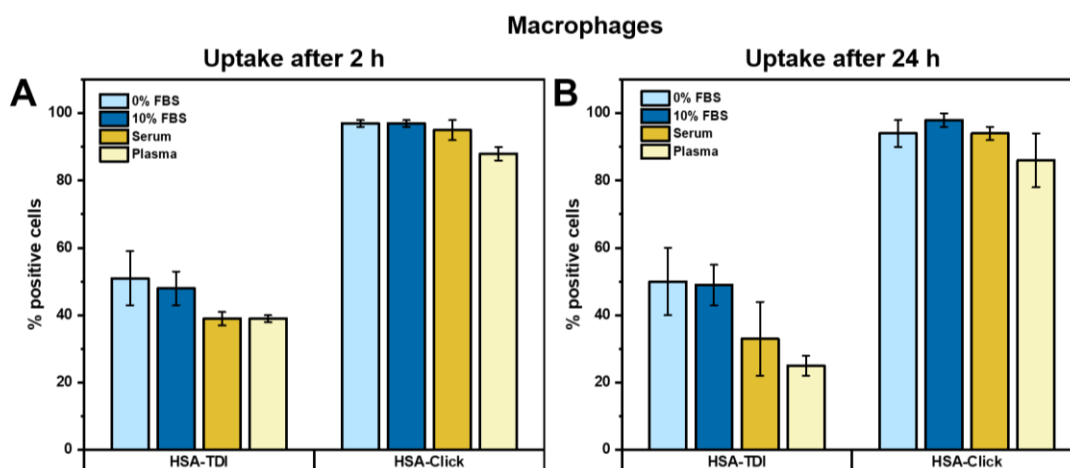 Macrophages
Uptake after 2 h
A
0% FBS
10% FBS
Serum
Plasma
% positive cells
100
80
60
40
20
0
HSA-TDI
HSA-Click
Uptake after 24 h
B
0% FBS
10% FBS
Serum
Plasma
% positive cells
100
80
60
40
20
0
HSA-TDI
HSA-Click